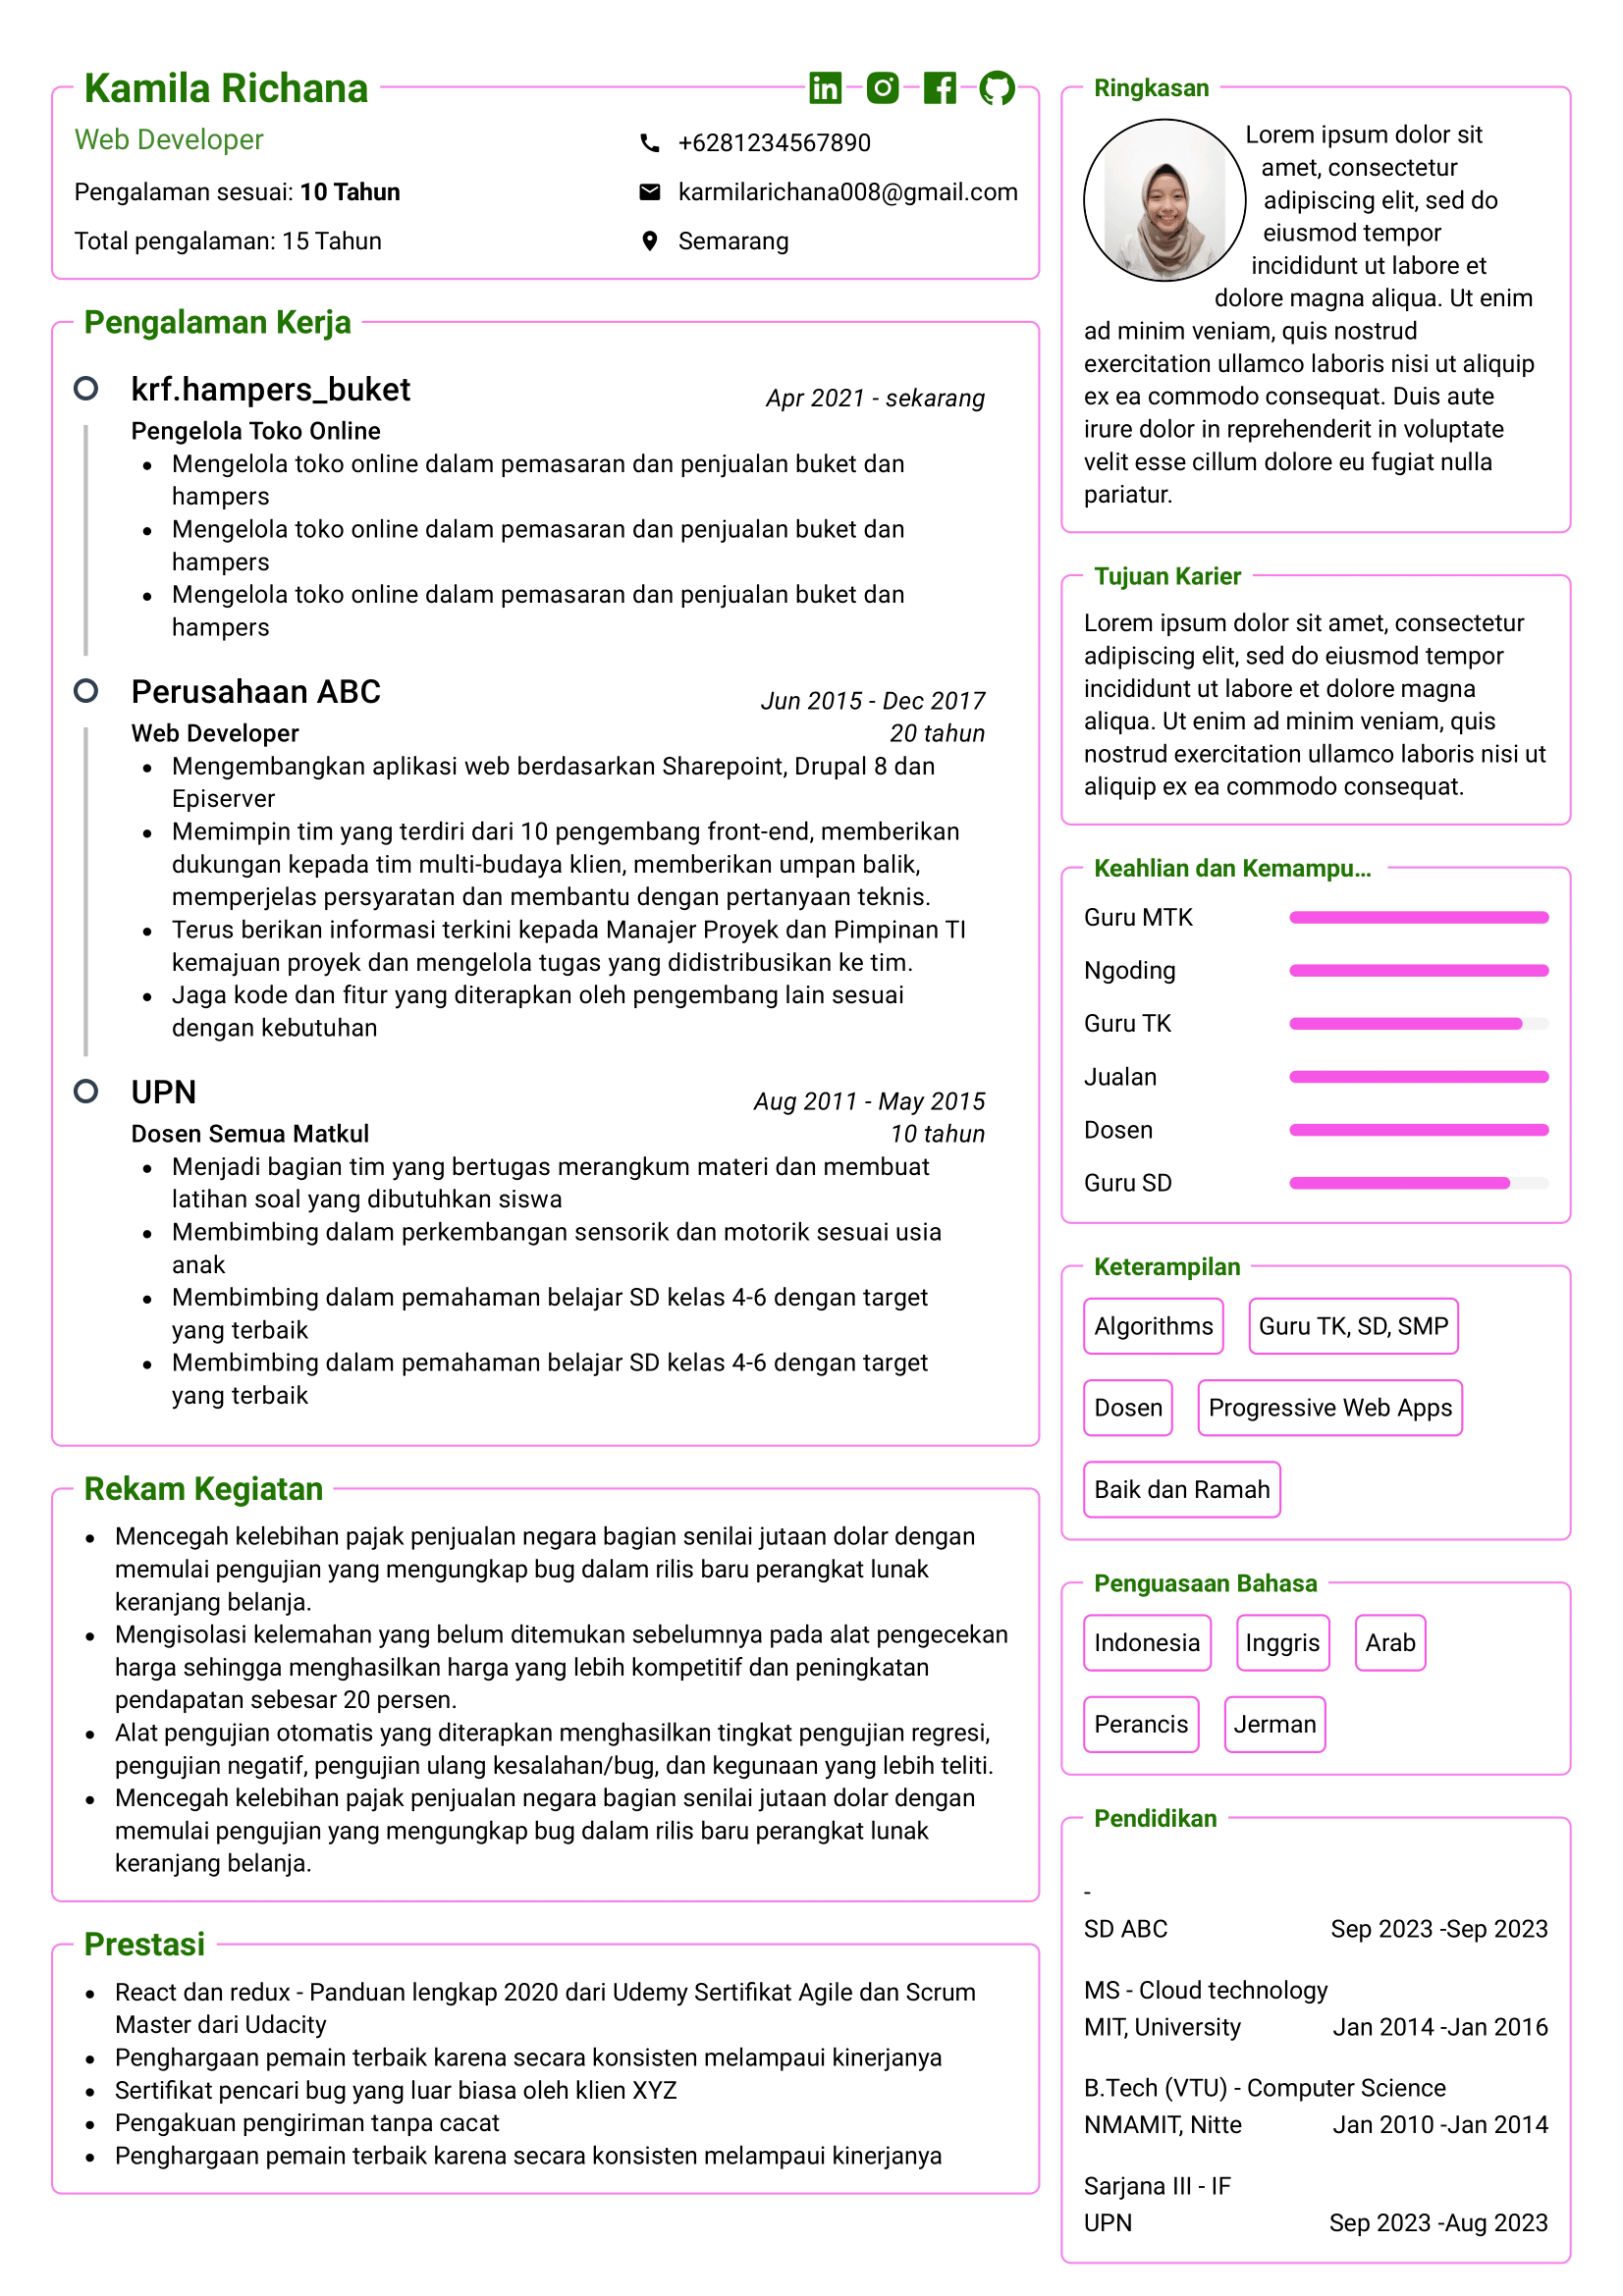 Kamila Richana
Web Developer
Pengalaman sesuai: 10 Tahun
Total pengalaman: 15 Tahun
+6281234567890
karmilarichana008@gmail.com
Semarang
Pengalaman Kerja
krf.hampers_buket
Apr 2021 - sekarang
Pengelola Toko Online
• Mengelola toko online dalam pemasaran dan penjualan buket dan
hampers
• Mengelola toko online dalam pemasaran dan penjualan buket dan
hampers
• Mengelola toko online dalam pemasaran dan penjualan buket dan
hampers
Perusahaan ABC
Jun 2015 - Dec 2017
Web Developer
20 tahun
• Mengembangkan aplikasi web berdasarkan Sharepoint, Drupal 8 dan
Episerver
• Memimpin tim yang terdiri dari 10 pengembang front-end, memberikan
dukungan kepada tim multi-budaya klien, memberikan umpan balik,
memperjelas persyaratan dan membantu dengan pertanyaan teknis.
• Terus berikan informasi terkini kepada Manajer Proyek dan Pimpinan TI
kemajuan proyek dan mengelola tugas yang didistribusikan ke tim.
• Jaga kode dan fitur yang diterapkan oleh pengembang lain sesuai
dengan kebutuhan
UPN
Aug 2011 - May 2015
Dosen Semua Matkul
10 tahun
• Menjadi bagian tim yang bertugas merangkum materi dan membuat
latihan soal yang dibutuhkan siswa
• Membimbing dalam perkembangan sensorik dan motorik sesuai usia
anak
• Membimbing dalam pemahaman belajar SD kelas 4-6 dengan target
yang terbaik
• Membimbing dalam pemahaman belajar SD kelas 4-6 dengan target
yang terbaik
Rekam Kegiatan
• Mencegah kelebihan pajak penjualan negara bagian senilai jutaan dolar dengan
memulai pengujian yang mengungkap bug dalam rilis baru perangkat lunak
keranjang belanja.
• Mengisolasi kelemahan yang belum ditemukan sebelumnya pada alat pengecekan
harga sehingga menghasilkan harga yang lebih kompetitif dan peningkatan
pendapatan sebesar 20 persen.
• Alat pengujian otomatis yang diterapkan menghasilkan tingkat pengujian regresi,
pengujian negatif, pengujian ulang kesalahan/bug, dan kegunaan yang lebih teliti.
• Mencegah kelebihan pajak penjualan negara bagian senilai jutaan dolar dengan
memulai pengujian yang mengungkap bug dalam rilis baru perangkat lunak
keranjang belanja.
Prestasi
• React dan redux - Panduan lengkap 2020 dari Udemy Sertifikat Agile dan Scrum
Master dari Udacity
• Penghargaan pemain terbaik karena secara konsisten melampaui kinerjanya
• Sertifikat pencari bug yang luar biasa oleh klien XYZ
• Pengakuan pengiriman tanpa cacat
• Penghargaan pemain terbaik karena secara konsisten melampaui kinerjanya
Ringkasan
Lorem ipsum dolor sit
amet, consectetur
adipiscing elit, sed do
eiusmod tempor
incididunt ut labore et
dolore magna aliqua. Ut enim
ad minim veniam, quis nostrud
exercitation ullamco laboris nisi ut aliquip
ex ea commodo consequat. Duis aute
irure dolor in reprehenderit in voluptate
velit esse cillum dolore eu fugiat nulla
pariatur.
Tujuan Karier
Lorem ipsum dolor sit amet, consectetur
adipiscing elit, sed do eiusmod tempor
incididunt ut labore et dolore magna
aliqua. Ut enim ad minim veniam, quis
nostrud exercitation ullamco laboris nisi ut
aliquip ex ea commodo consequat.
Keahlian dan Kemampu...
Guru MTK
Ngoding
Guru TK
Jualan
Dosen
Guru SD
Keterampilan
Algorithms
Guru TK, SD, SMP
Dosen
Progressive Web Apps
Baik dan Ramah
Penguasaan Bahasa
Indonesia
Inggris
Arab
Perancis
Jerman
Pendidikan
-
SD ABC
Sep 2023 -Sep 2023
MS - Cloud technology
MIT, University
Jan 2014 -Jan 2016
B.Tech (VTU) - Computer Science
NMAMIT, Nitte
Jan 2010 -Jan 2014
Sarjana III - IF
UPN
Sep 2023 -Aug 2023